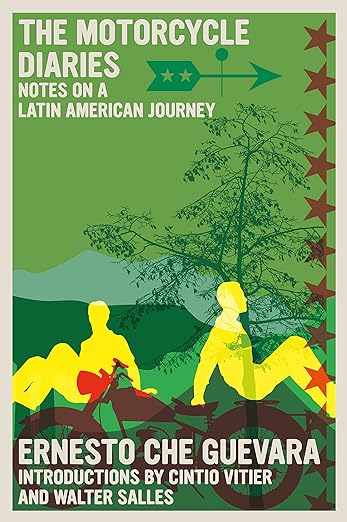 THE MOTORCYCLE
DIARIES
NOTES ON A
LATIN AMERICAN JOURNEY
ERNESTO CHE GUEVARA
INTRODUCTIONS BY CINTIO VITIER
AND WALTER SALLES